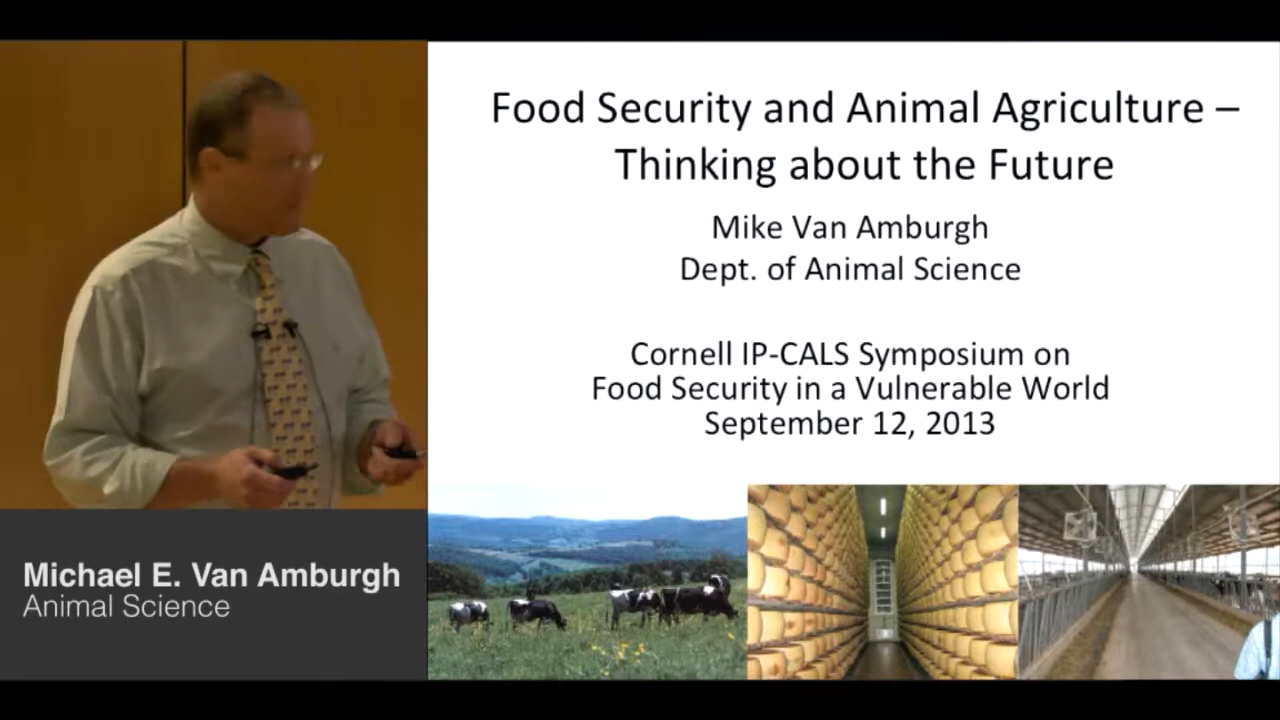 Food Security and Animal Agriculture –
Thinking about the Future
Mike Van Amburgh
Dept. of Animal Science
Cornell IP-CALS Symposium on
Food Security in a Vulnerable World
September 12, 2013
Michael E. Van Amburgh
Animal Science